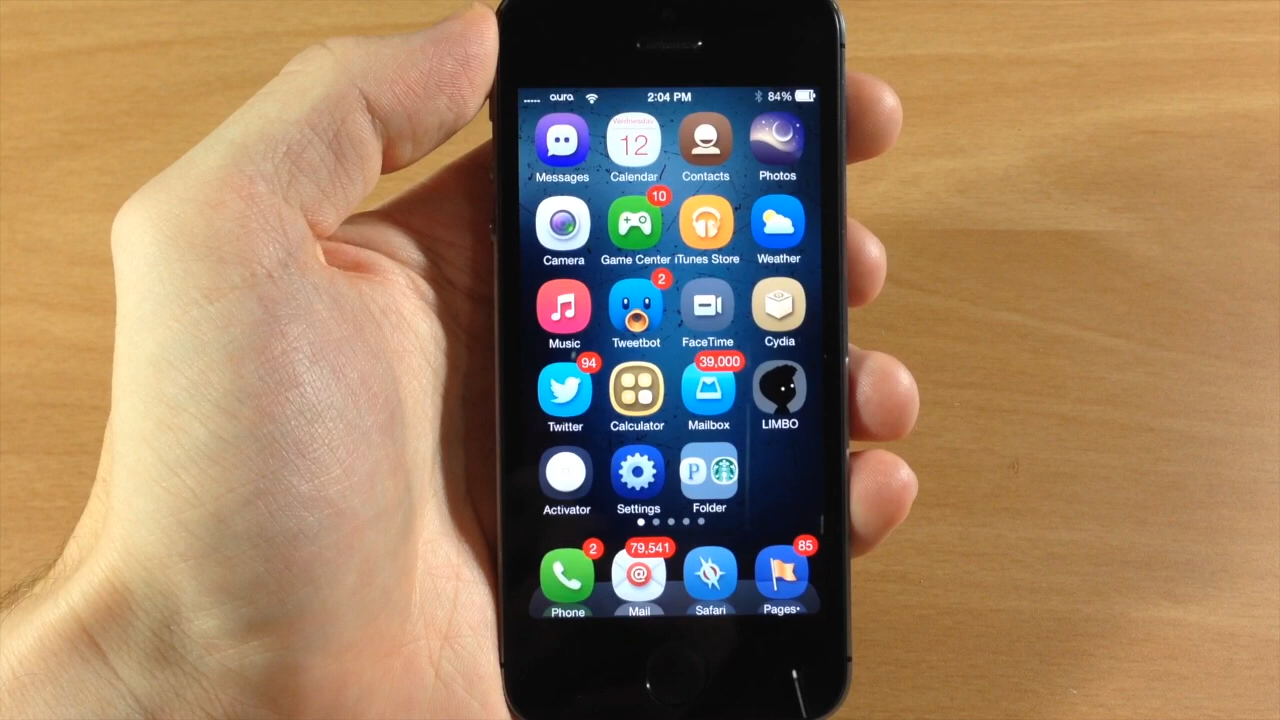 aura 2:04 PM 84%
Wednesday
12
Messages Calendar Contacts Photos
10
Camera Game Center iTunes Store Weather
2
Music Tweetbot FaceTime Cydia
94 39,000
Twitter Calculator Mailbox LIMBO
P
Activator Settings Folder
2 79,541 85
@
Phone Mail Safari Pages•